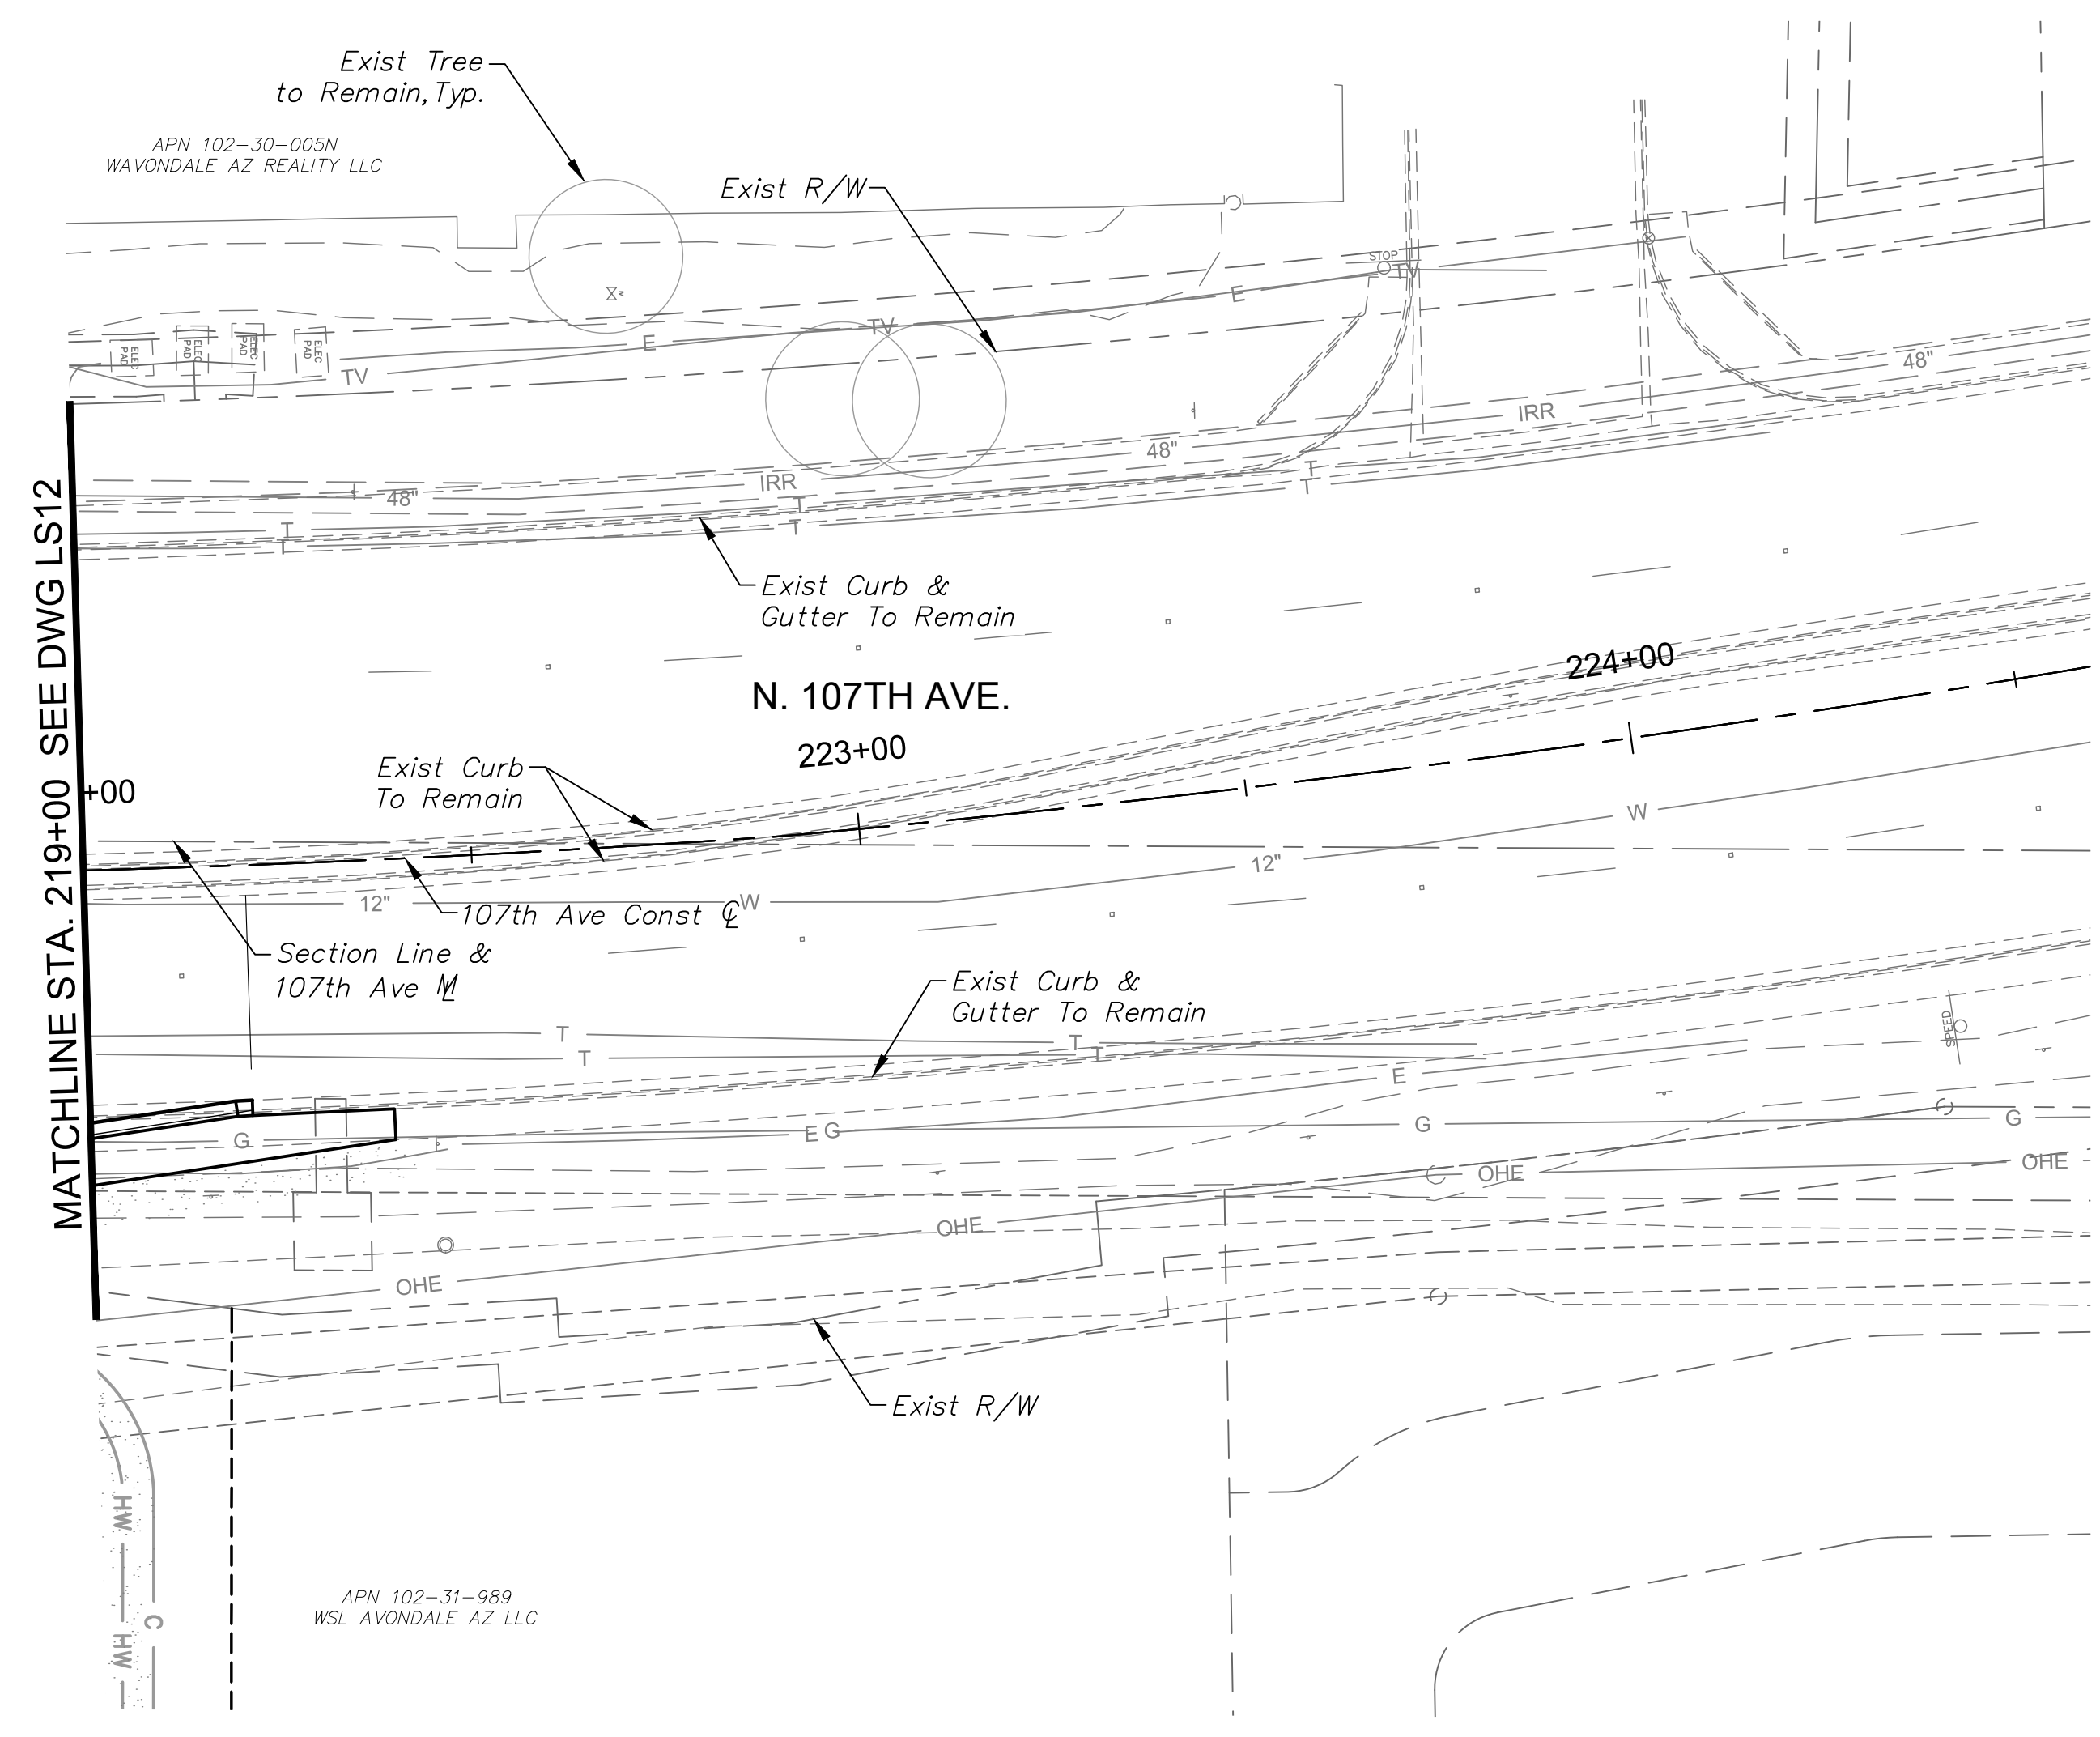 Exist Tree
to Remain, Typ.
APN 102-30-005N
WAVONDALE AZ REALITY LLC
Exist R/W
STOP
TV
E
TV
E
TV
ELEC
PAD
ELEC
PAD
ELEC
PAD
ELEC
PAD
48"
IRR
48"
IRR
48"
T
T
T
T
T
T
Exist Curb &
Gutter To Remain
MATCHLINE STA. 219+00 SEE DWG LS12
N. 107TH AVE.
224+00
223+00
+00
Exist Curb
To Remain
W
12"
12"
W
107th Ave Const ℄
Section Line &
107th Ave ML
Exist Curb &
Gutter To Remain
SPEED
T
T
T
T
E
G
E
G
G
G
OHE
OHE
OHE
OHE
Exist R/W
HW
HW
C
APN 102-31-989
WSL AVONDALE AZ LLC